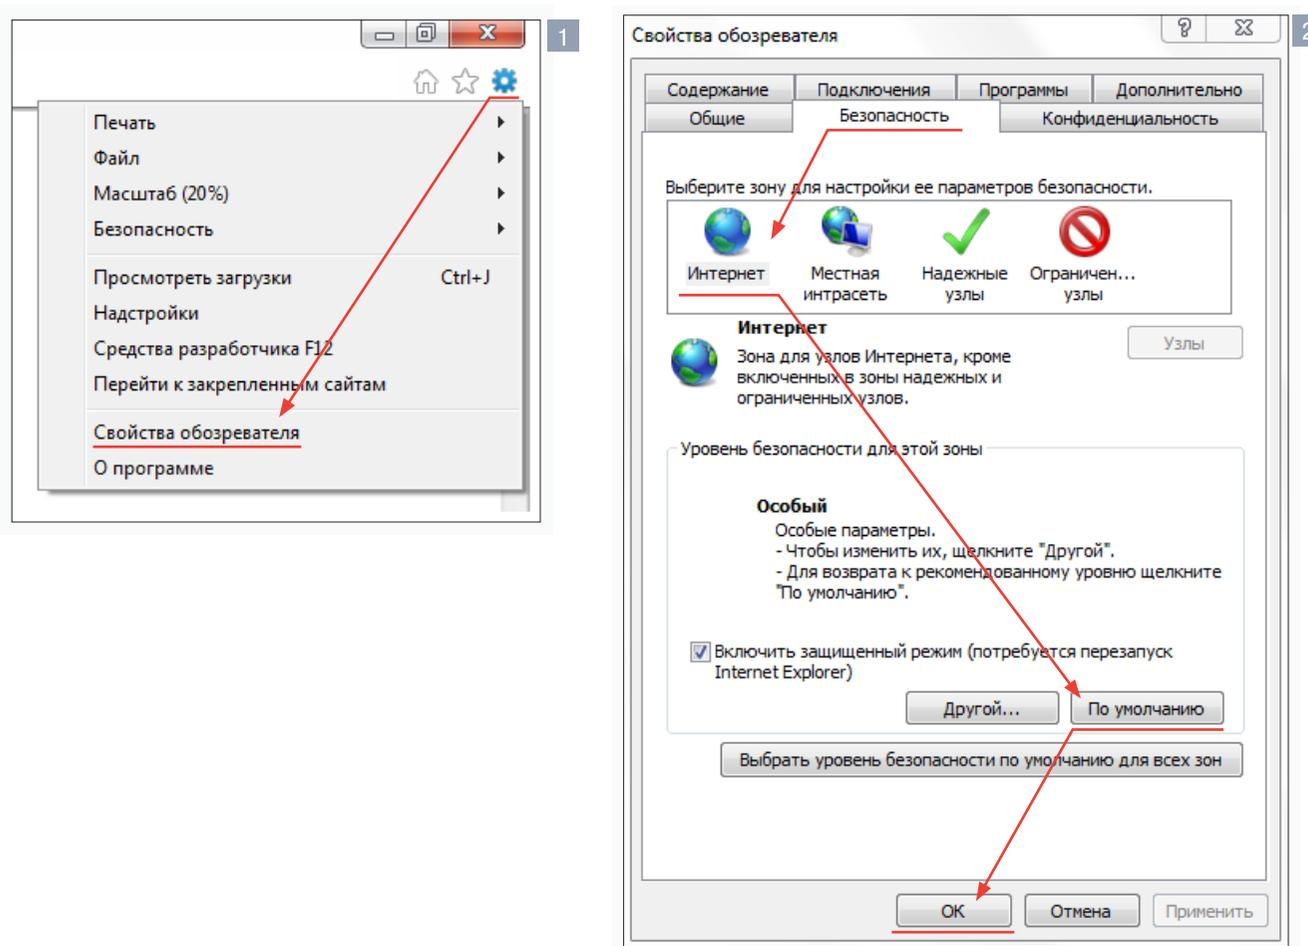 1
Печать
Файл
Масштаб (20%)
Безопасность
Просмотреть загрузки Ctrl+J
Надстройки
Средства разработчика F12
Перейти к закрепленным сайтам
Свойства обозревателя
О программе
2
Свойства обозревателя
Содержание Подключения Программы Дополнительно
Общие Безопасность Конфиденциальность
Выберите зону для настройки ее параметров безопасности.
Интернет Местная Надежные Ограничен...
интрасеть узлы узлы
Интернет
Узлы
Зона для узлов Интернета, кроме
включенных в зоны надежных и
ограниченных узлов.
Уровень безопасности для этой зоны
Особый
Особые параметры.
- Чтобы изменить их, щелкните "Другой".
- Для возврата к рекомендованному уровню щелкните
"По умолчанию".
Включить защищенный режим (потребуется перезапуск
Internet Explorer)
Другой... По умолчанию
Выбрать уровень безопасности по умолчанию для всех зон
ОК Отмена Применить